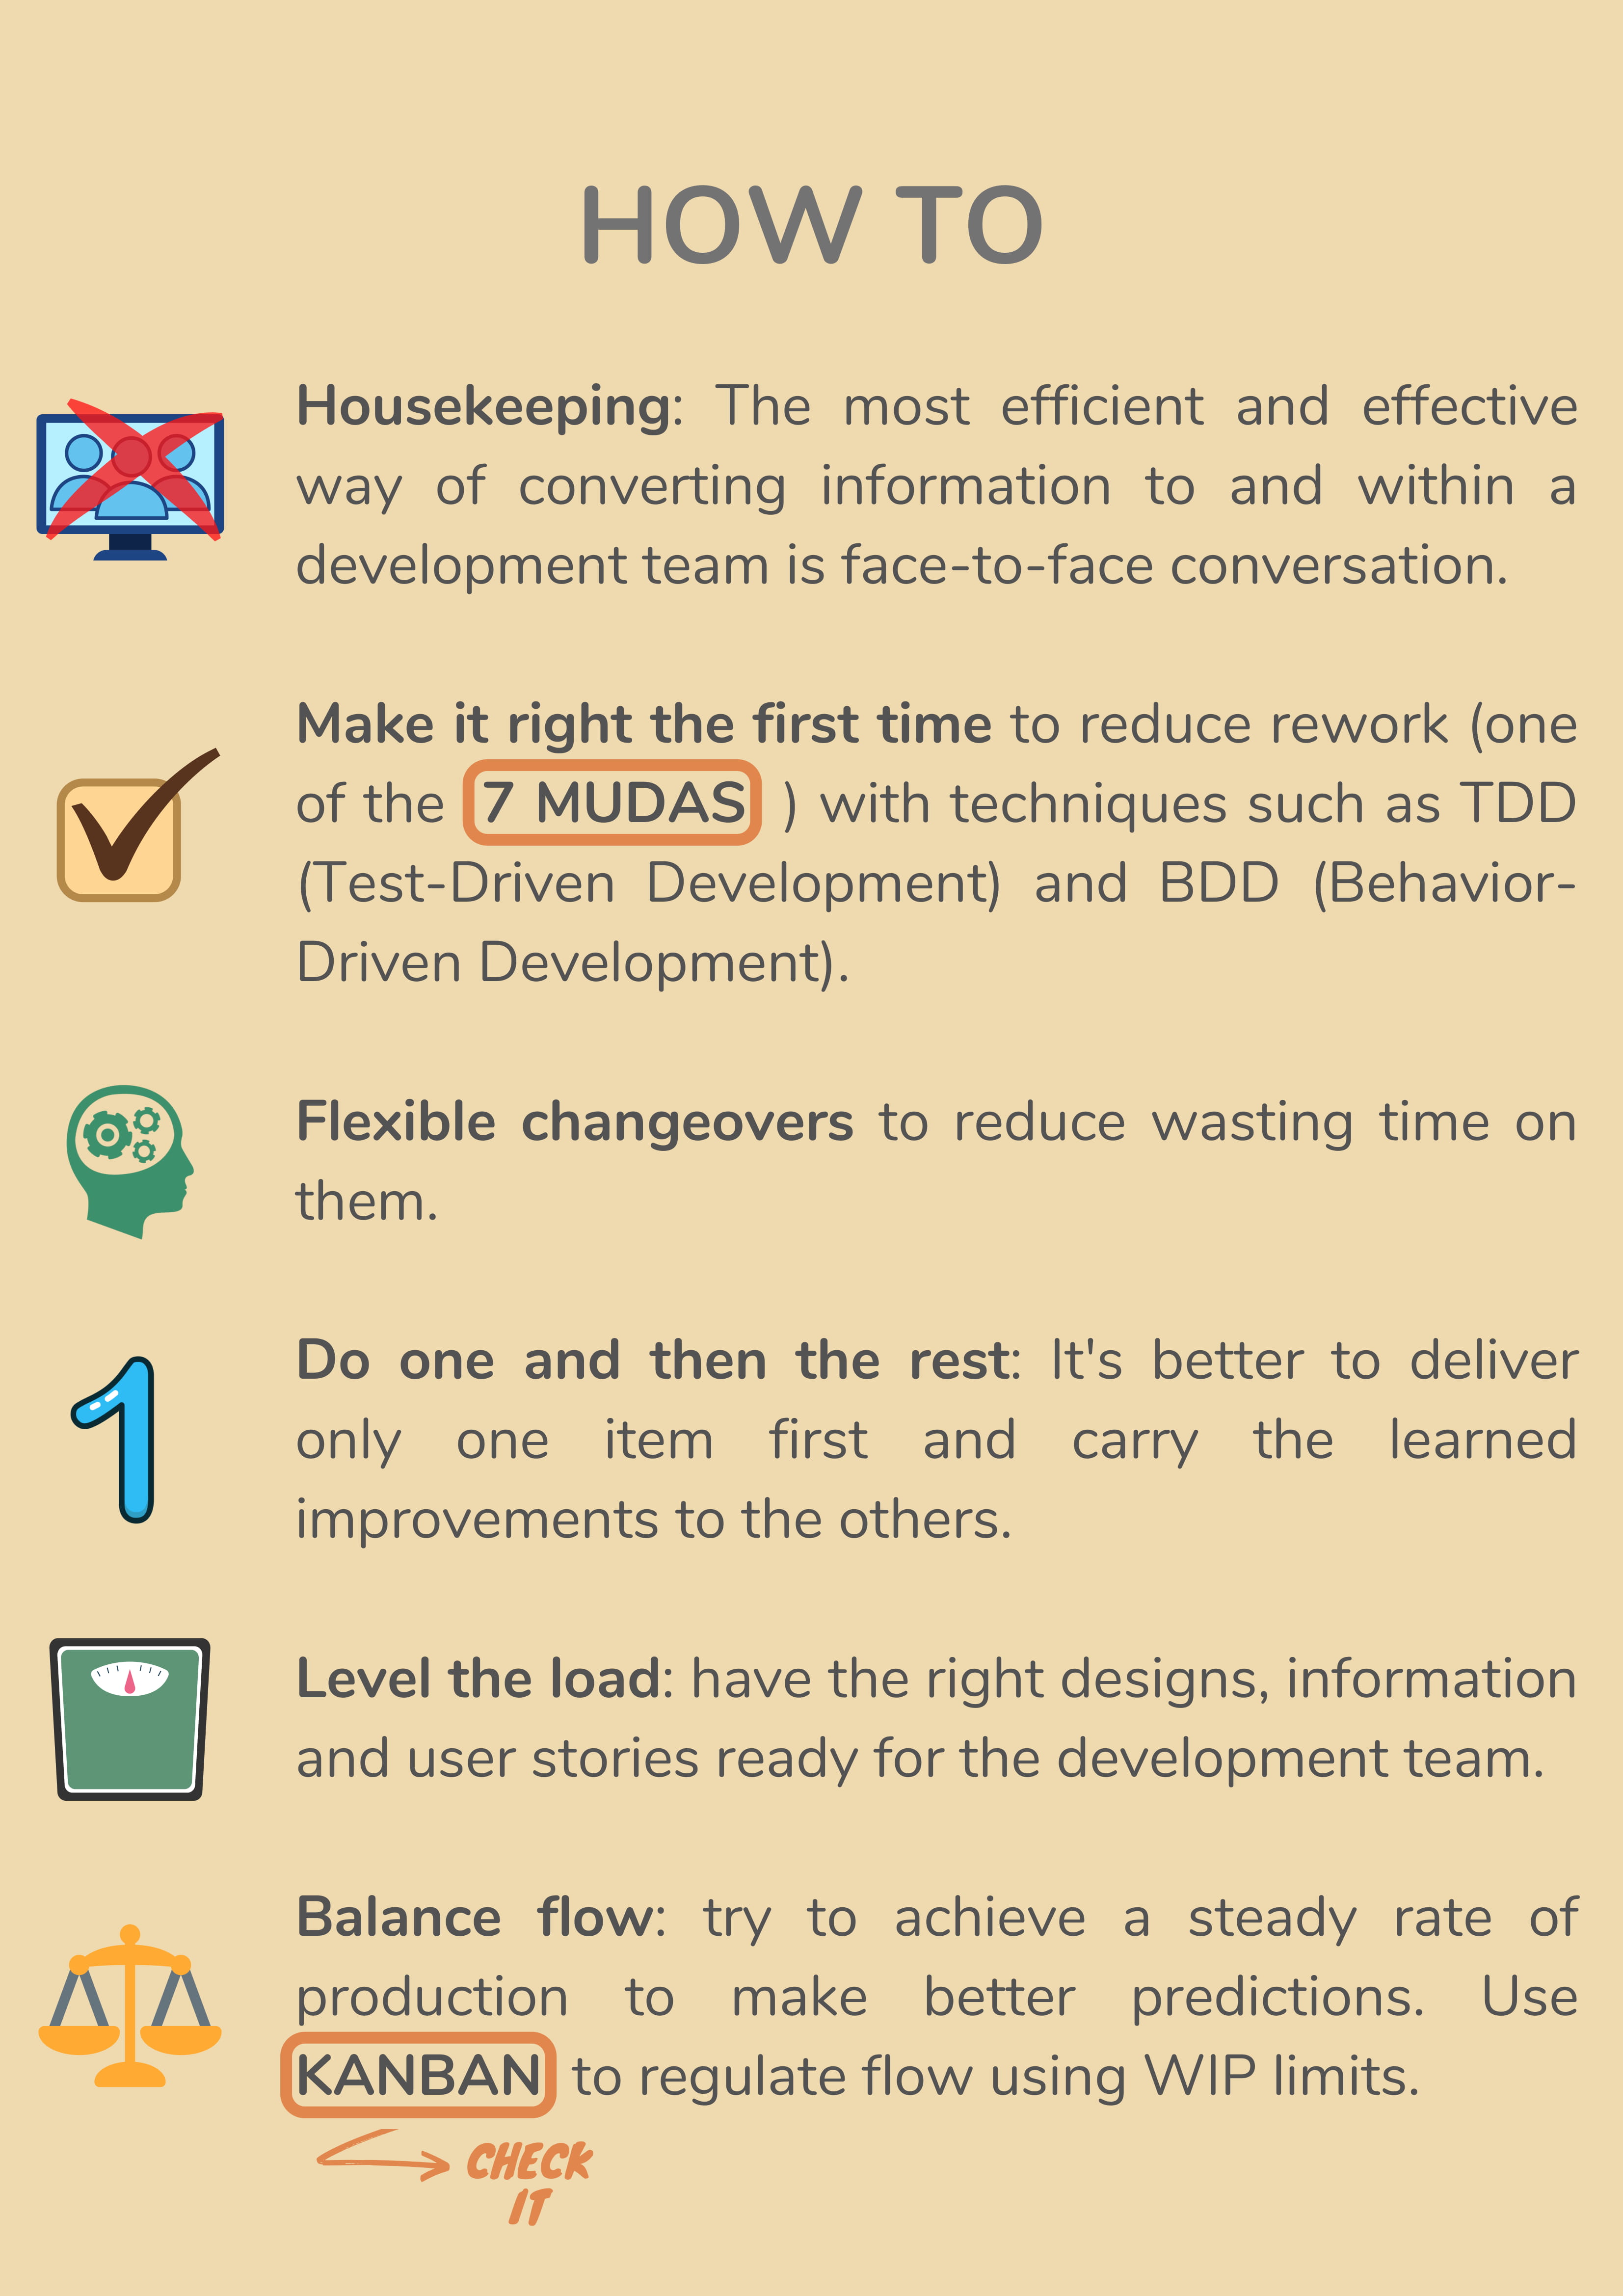 HOW TO
Housekeeping: The most efficient and effective
way of converting information to and within a
development team is face-to-face conversation.
Make it right the first time to reduce rework (one
of the 7 MUDAS ) with techniques such as TDD
(Test-Driven Development) and BDD (Behavior-
Driven Development).
Flexible changeovers to reduce wasting time on
them.
Do one and then the rest: It's better to deliver
only one item first and carry the learned
improvements to the others.
Level the load: have the right designs, information
and user stories ready for the development team.
Balance flow: try to achieve a steady rate of
production to make better predictions. Use
KANBAN to regulate flow using WIP limits.
CHECK
IT